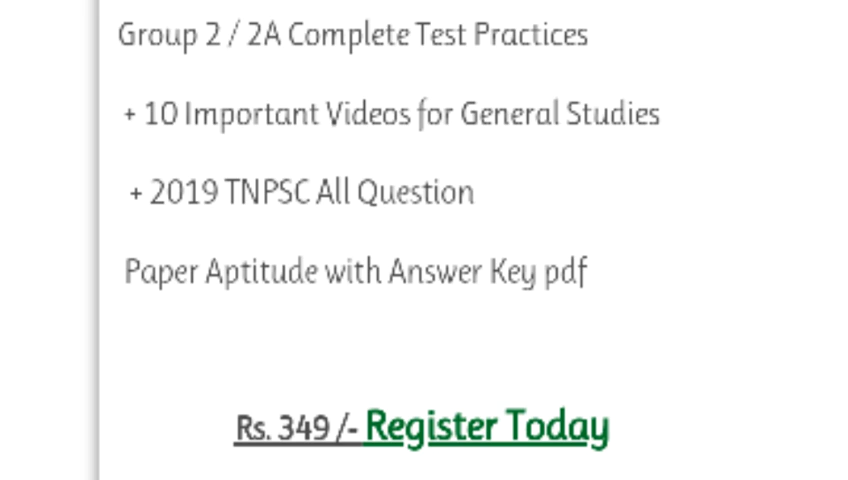 Group 2 / 2A Complete Test Practices
+ 10 Important Videos for General Studies
+ 2019 TNPSC All Question
Paper Aptitude with Answer Key pdf
Rs. 349 /- Register Today